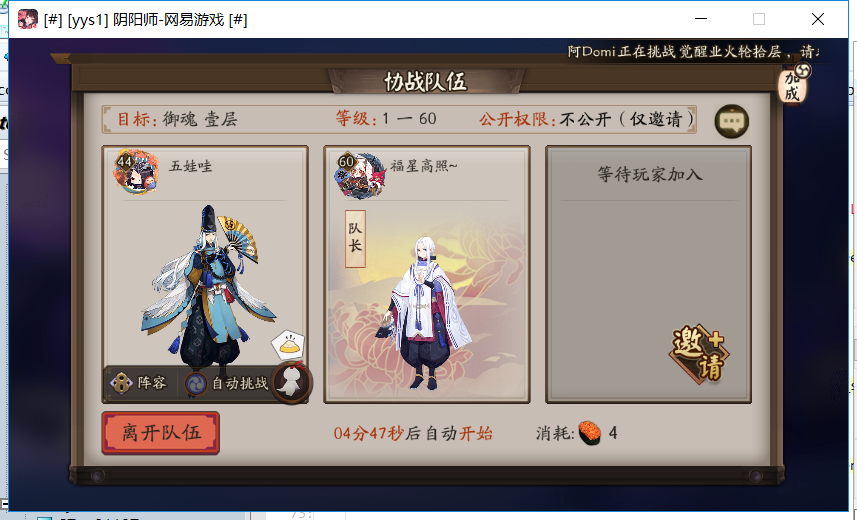 [#] [yys1] 阴阳师-网易游戏 [#]
阿Domi正在挑战觉醒业火轮拾层，请
协战队伍
加成
目标: 御魂 壹层
等级: 1 一 60
公开权限: 不公开（仅邀请）
44
五娃哇
60
福星高照~
队长
等待玩家加入
邀请
阵容
自动挑战
离开队伍
04分47秒后自动开始
消耗: 4
73: